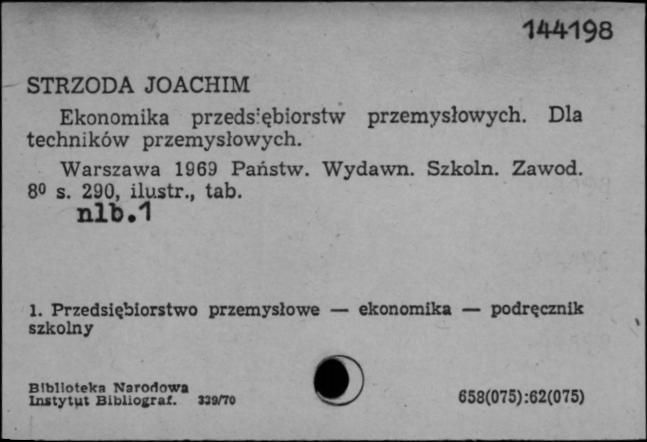 144198
STRZODA JOACHIM
Ekonomika przedsiębiorstw przemysłowych. Dla
techników przemysłowych.
Warszawa 1969 Państw. Wydawn. Szkoln. Zawod.
8⁰ s. 290, ilustr., tab.
nlb.1
1. Przedsiębiorstwo przemysłowe — ekonomika — podręcznik
szkolny
Biblioteka Narodowa
Instytut Bibliograf. 339/70
658(075):62(075)